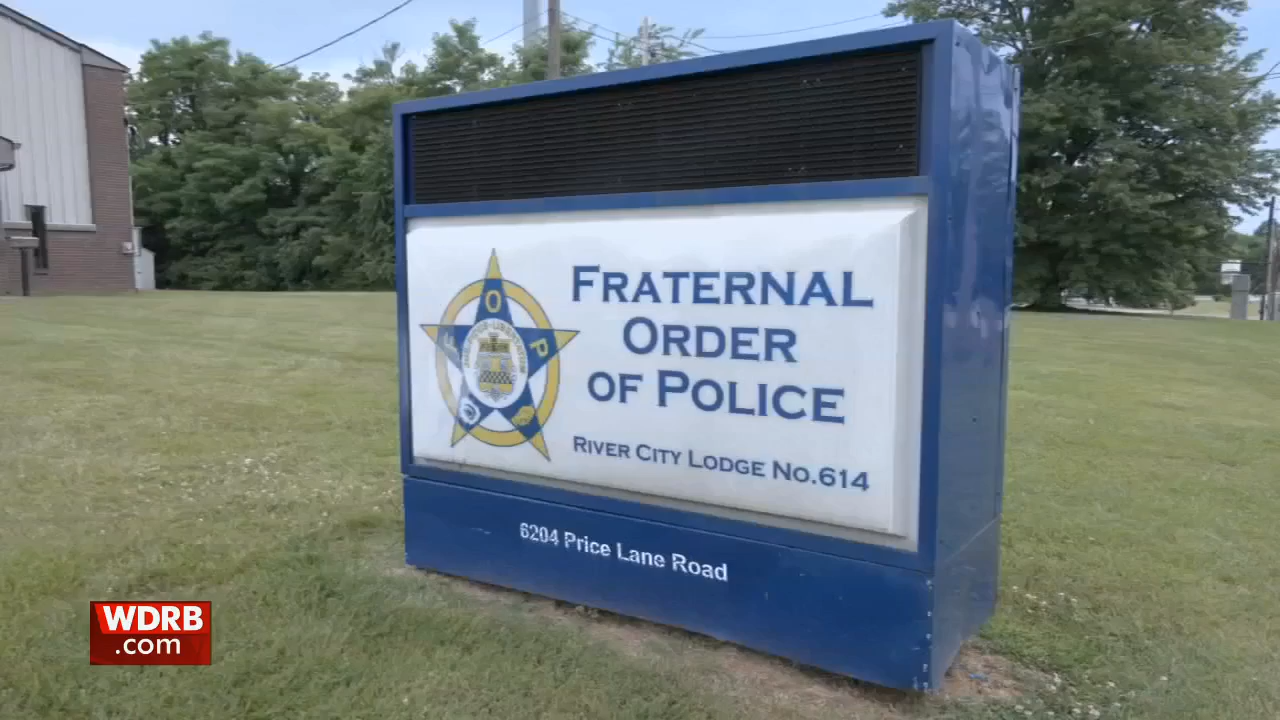 FRATERNAL
ORDER
OF POLICE
RIVER CITY LODGE NO.614
F O P
6204 Price Lane Road
WDRB
.com